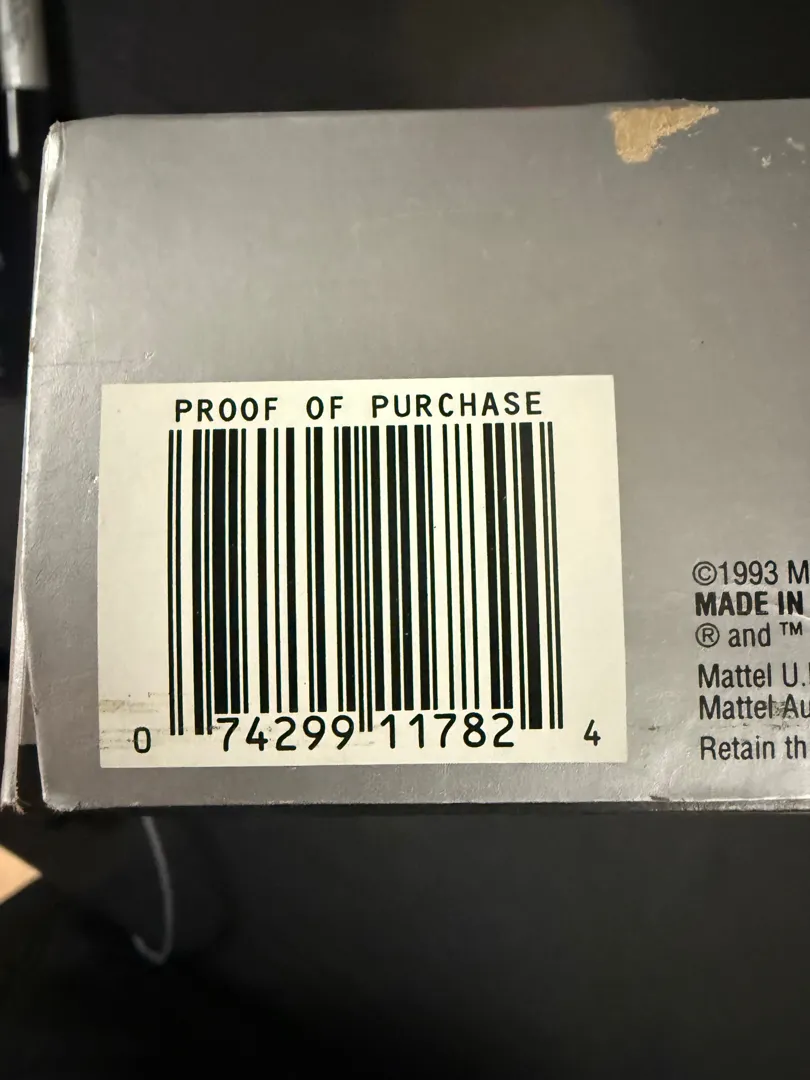 PROOF OF PURCHASE
0 74299 11782 4
©1993 M
MADE IN
® and ™
Mattel U.
Mattel Au
Retain th